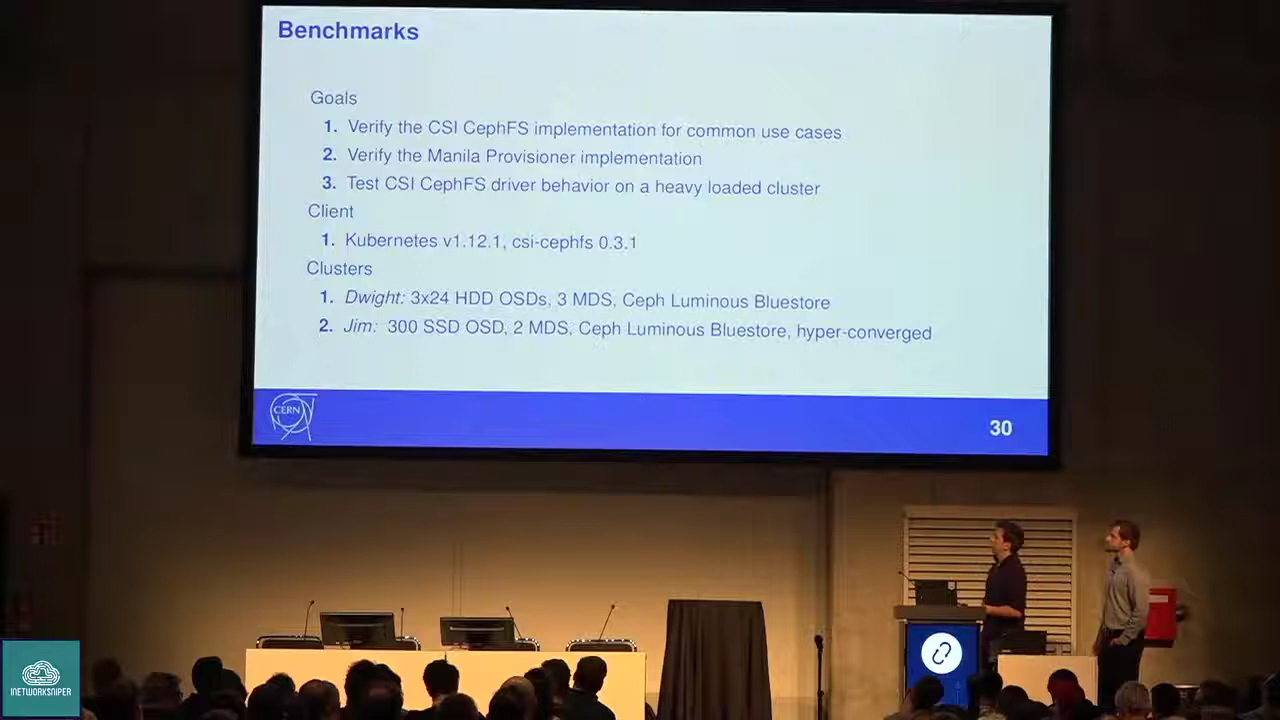 Benchmarks
Goals
1. Verify the CSI CephFS implementation for common use cases
2. Verify the Manila Provisioner implementation
3. Test CSI CephFS driver behavior on a heavy loaded cluster
Client
1. Kubernetes v1.12.1, csi-cephfs 0.3.1
Clusters
1. Dwight: 3x24 HDD OSDs, 3 MDS, Ceph Luminous Bluestore
2. Jim: 300 SSD OSD, 2 MDS, Ceph Luminous Bluestore, hyper-converged
CERN
30
INETWORKSNIPER